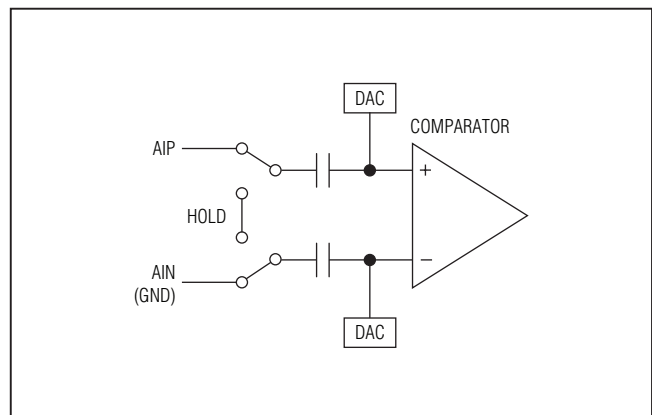 DAC
COMPARATOR
AIP
+
HOLD
−
AIN
(GND)
DAC